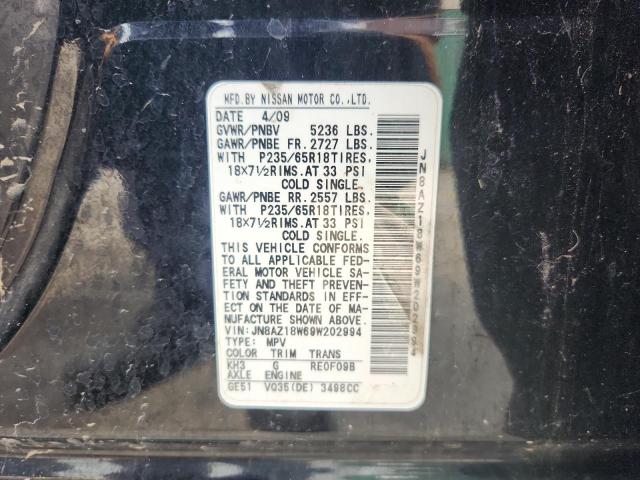 MFD.BY NISSAN MOTOR CO.,LTD.
DATE 4/09
GVWR/PNBV 5236 LBS.
GAWR/PNBE FR.2727 LBS.
WITH P235/65R18TIRES,
18×7½RIMS.AT 33 PSI
COLD SINGLE.
GAWR/PNBE RR.2557 LBS.
WITH P235/65R18TIRES,
18×7½RIMS.AT 33 PSI
COLD SINGLE.
THIS VEHICLE CONFORMS
TO ALL APPLICABLE FED-
ERAL MOTOR VEHICLE SA-
FETY AND THEFT PREVEN-
TION STANDARDS IN EFF-
ECT ON THE DATE OF MA-
NUFACTURE SHOWN ABOVE.
VIN:JN8AZ18W69W202994
TYPE: MPV
COLOR TRIM TRANS
KH3 G RE0F09B
AXLE ENGINE
GE51 VQ35(DE) 3498CC
JN8AZ18W69W202994